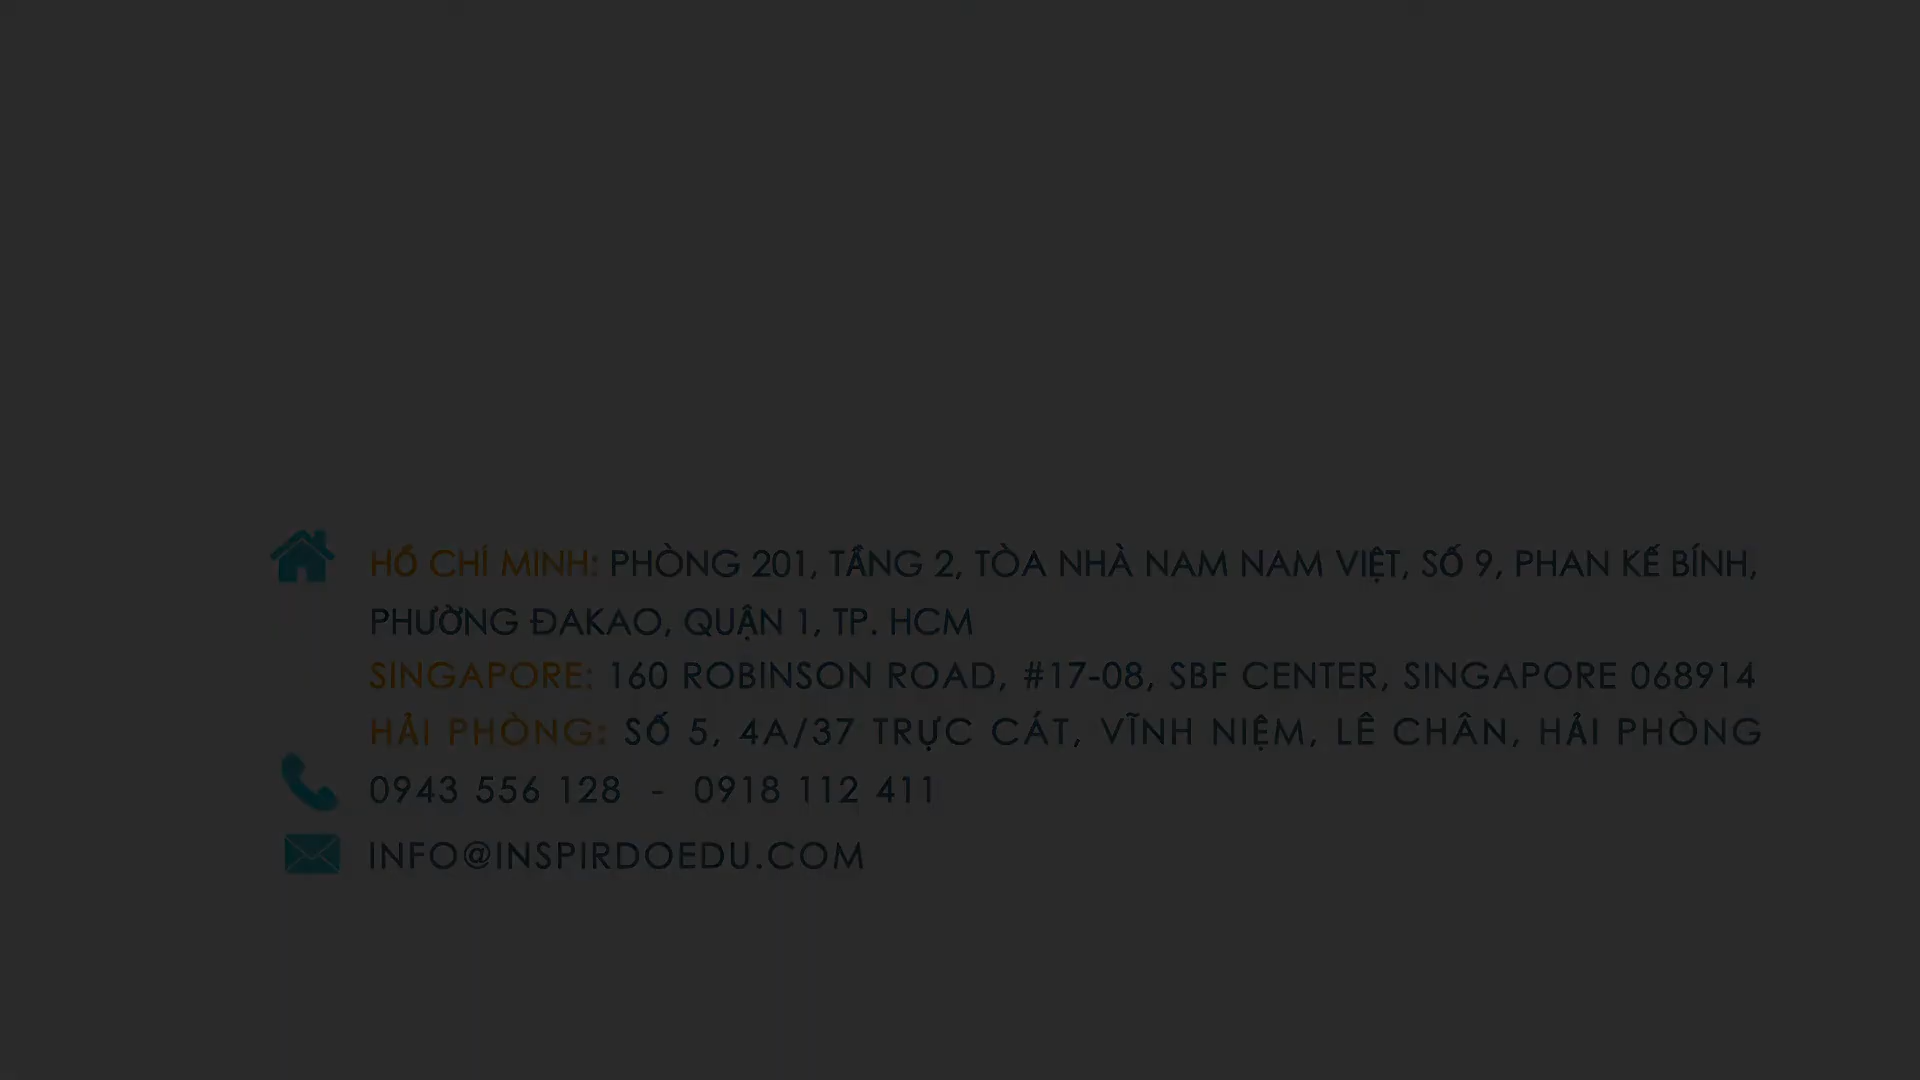 HỒ CHÍ MINH: PHÒNG 201, TẦNG 2, TÒA NHÀ NAM NAM VIỆT, SỐ 9, PHAN KẾ BÍNH,
PHƯỜNG ĐAKAO, QUẬN 1, TP. HCM
SINGAPORE: 160 ROBINSON ROAD, #17-08, SBF CENTER, SINGAPORE 068914
HẢI PHÒNG: SỐ 5, 4A/37 TRỰC CÁT, VĨNH NIỆM, LÊ CHÂN, HẢI PHÒNG
0943 556 128 - 0918 112 411
INFO@INSPIRDOEDU.COM